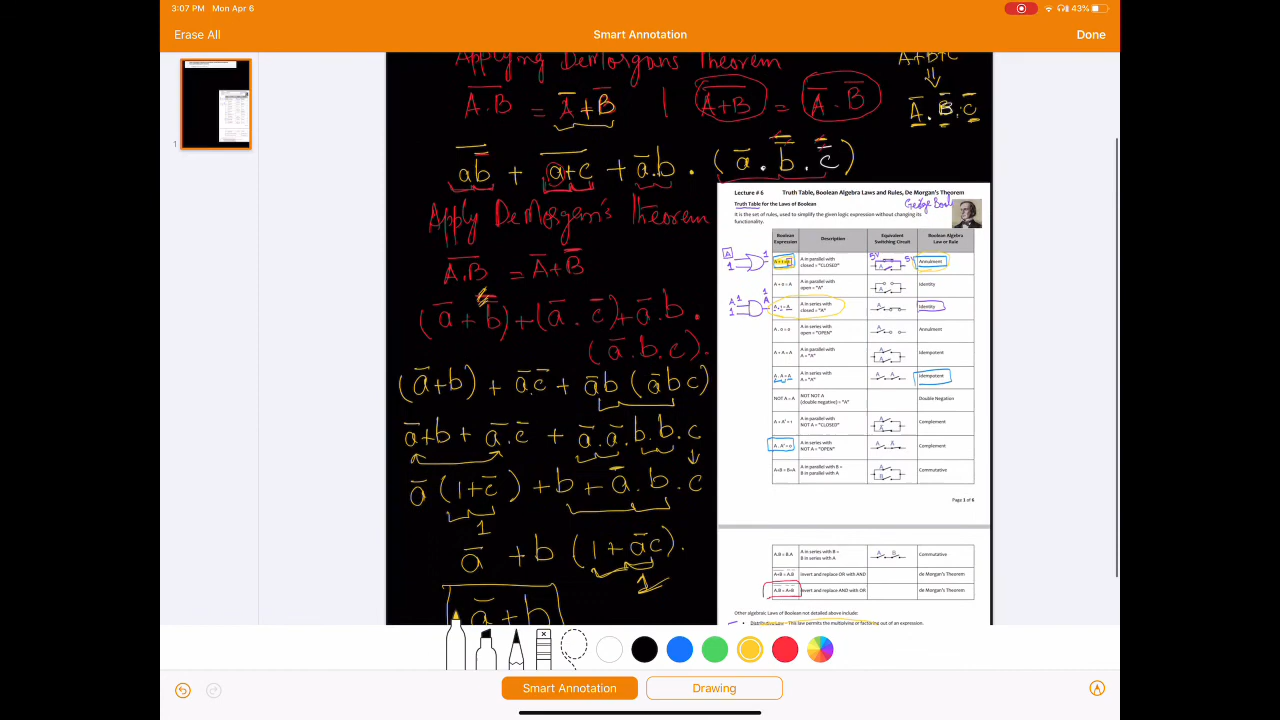 3:07 PM Mon Apr 6
43%
Erase All
Smart Annotation
Done
1
Applying DeMorgans Theorem
A+B+C
A̅.̅B̅ = A̅ + B̅ | A̅+̅B̅ = A̅ . B̅
A̅ . B̅ . C̅
a̅b̅̅ + a̅+̅c̅ + a̅.b . (a̅ . b̿ . c̿)
Apply DeMorgan's Theorem
A̅.̅B̅ = A̅+B̅
(a̅ + b̿) + (a̅ . c̅) + a̅.b .
(a̅.b.c).
(a̅+b) + a̅.c̅ + a̅b (a̅bc)
a̅+b + a̅.c̅ + a̅.a̅.b.b.c
a̅ (1+c̅) + b + a̅.b.c
1
a̅ + b (1+a̅c).
1
a̅ + b
Lecture # 6 Truth Table, Boolean Algebra Laws and Rules, De Morgan's Theorem
Truth Table for the Laws of Boolean
It is the set of rules, used to simplify the given logic expression without changing its
functionality.
Boolean Expression Description Equivalent Switching Circuit Boolean Algebra Law or Rule
A + 1 = 1 A in parallel with closed = "CLOSED" Annulment
A + 0 = A A in parallel with open = "A" Identity
A . 1 = A A in series with closed = "A" Identity
A . 0 = 0 A in series with open = "OPEN" Annulment
A + A = A A in parallel with A = "A" Idempotent
A . A = A A in series with A = "A" Idempotent
NOT A = A NOT NOT A (double negative) = "A" Double Negation
A + A' = 1 A in parallel with NOT A = "CLOSED" Complement
A . A' = 0 A in series with NOT A = "OPEN" Complement
A+B = B+A A in parallel with B = B in parallel with A Commutative
Page 1 of 6
A.B = B.A A in series with B = B in series with A Commutative
A̅+̅B̅ = A̅.B̅ Invert and replace OR with AND de Morgan's Theorem
A̅.̅B̅ = A̅+B̅ Invert and replace AND with OR de Morgan's Theorem
Other algebraic Laws of Boolean not detailed above include:
• Distributive Law – This law permits the multiplying or factoring out of an expression.
Smart Annotation
Drawing